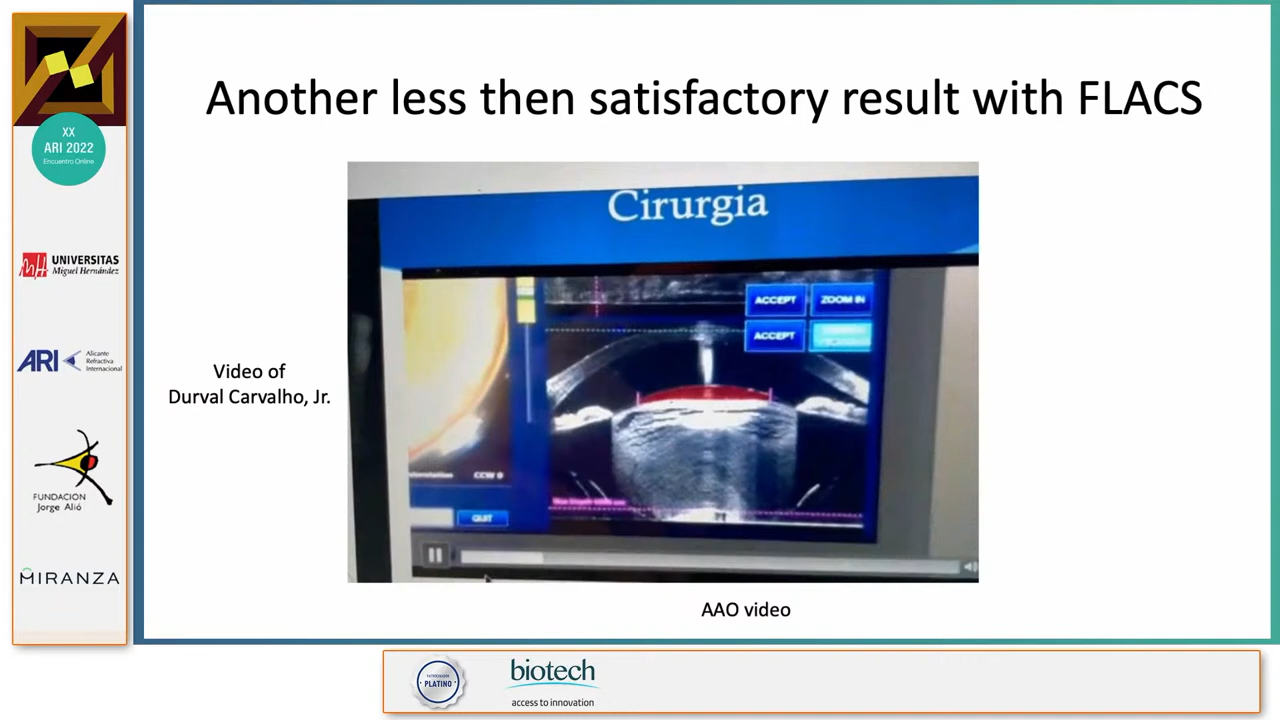 Another less then satisfactory result with FLACS
XX
ARI 2022
Encuentro Online
UNIVERSITAS
Miguel Hernández
ARI
Alicante
Refractiva
Internacional
FUNDACION
Jorge Alió
MIRANZA
Video of
Durval Carvalho, Jr.
Cirurgia
ACCEPT
ZOOM IN
ACCEPT
CCW 0
QUIT
AAO video
PLATINO
biotech
access to innovation